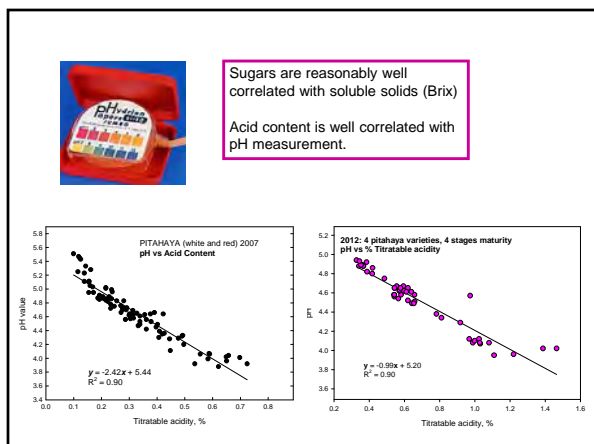 pHydrion
Papers
JUMBO
Sugars are reasonably well
correlated with soluble solids (Brix)
Acid content is well correlated with
pH measurement.
PITAHAYA (white and red) 2007
pH vs Acid Content
pH value
5.8
5.6
5.4
5.2
5.0
4.8
4.6
4.4
4.2
4.0
3.8
3.6
3.4
y = -2.42x + 5.44
R² = 0.90
0.0 0.1 0.2 0.3 0.4 0.5 0.6 0.7 0.8
Titratable acidity, %
2012: 4 pitahaya varieties, 4 stages maturity
pH vs % Titratable acidity
pH
5.2
5.0
4.8
4.6
4.4
4.2
4.0
3.8
3.6
y = -0.99x + 5.20
R² = 0.90
0.2 0.4 0.6 0.8 1.0 1.2 1.4 1.6
Titratable acidity, %